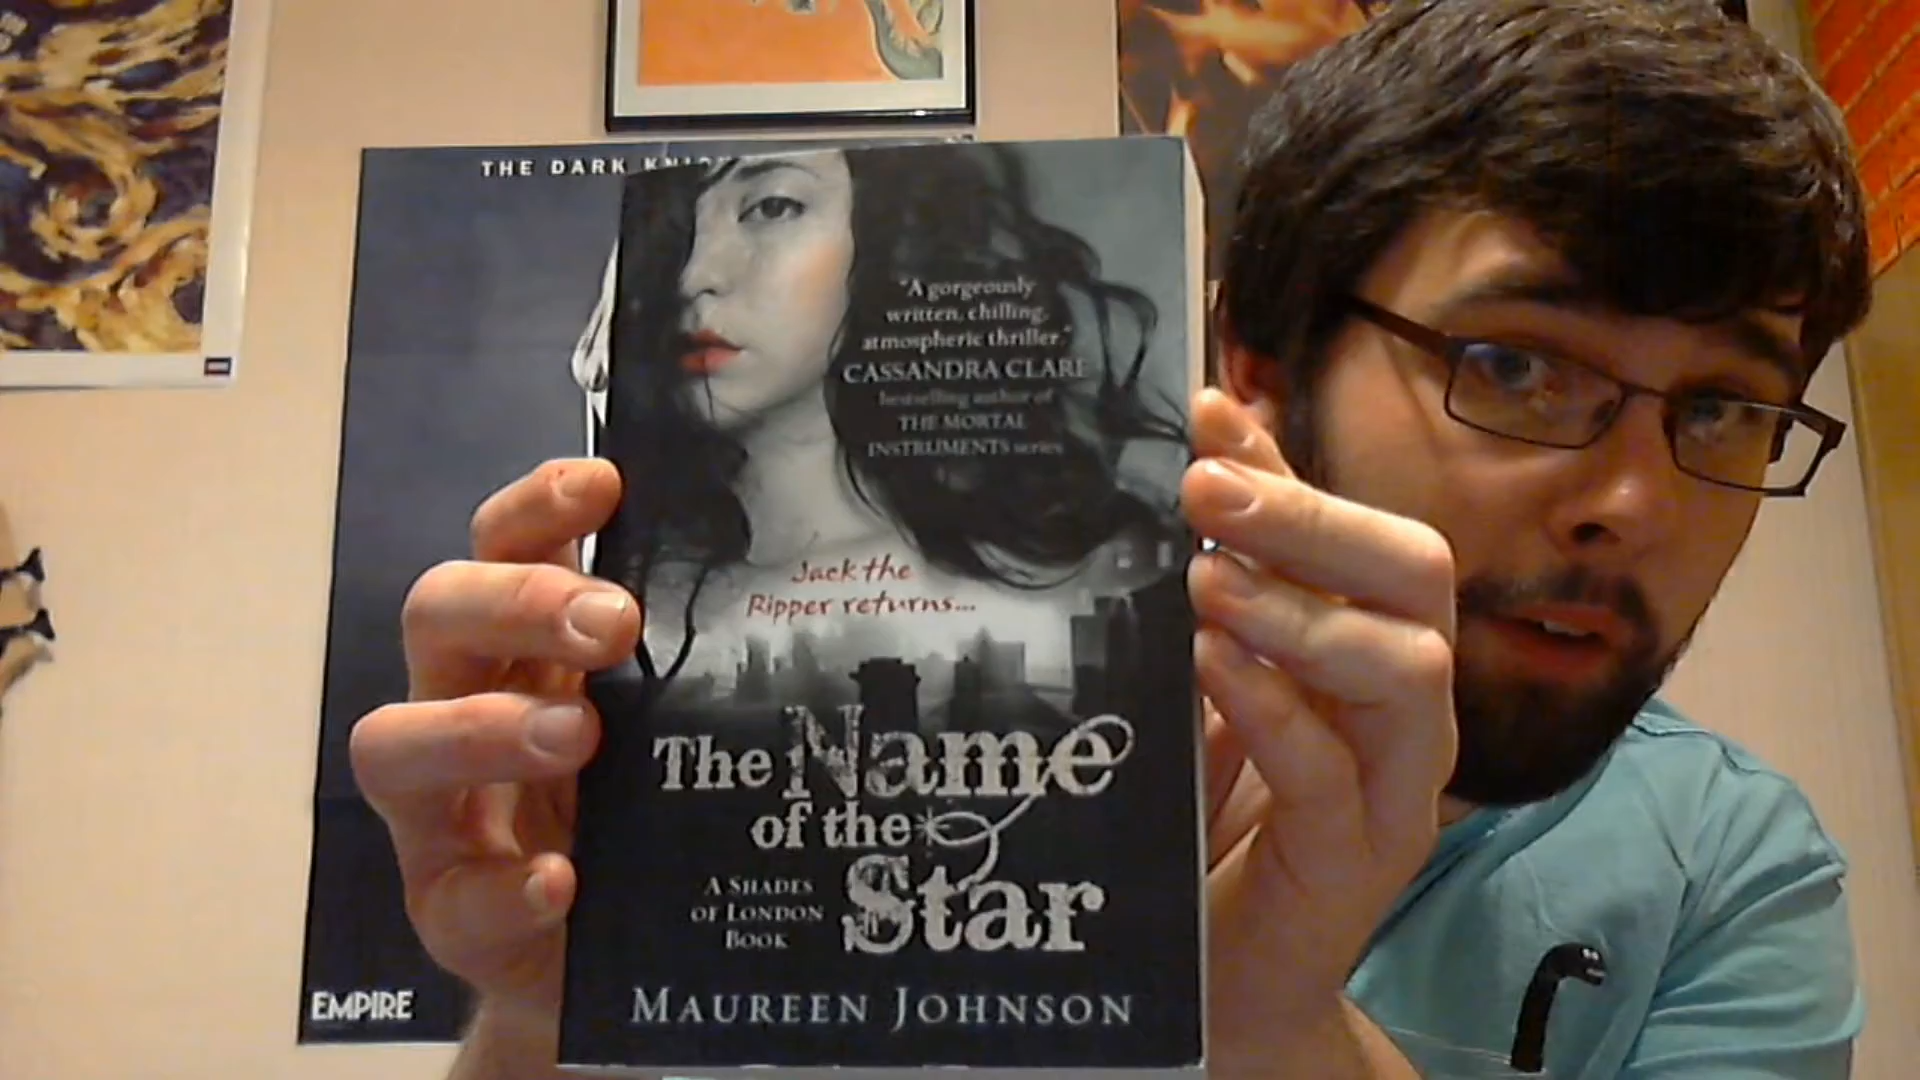 THE DARK
"A gorgeously
written, chilling,
atmospheric thriller."
CASSANDRA CLARE
bestselling author of
THE MORTAL
INSTRUMENTS series
Jack the
Ripper returns...
The Name
of the
Star
A SHADES
OF LONDON
BOOK
MAUREEN JOHNSON
EMPIRE